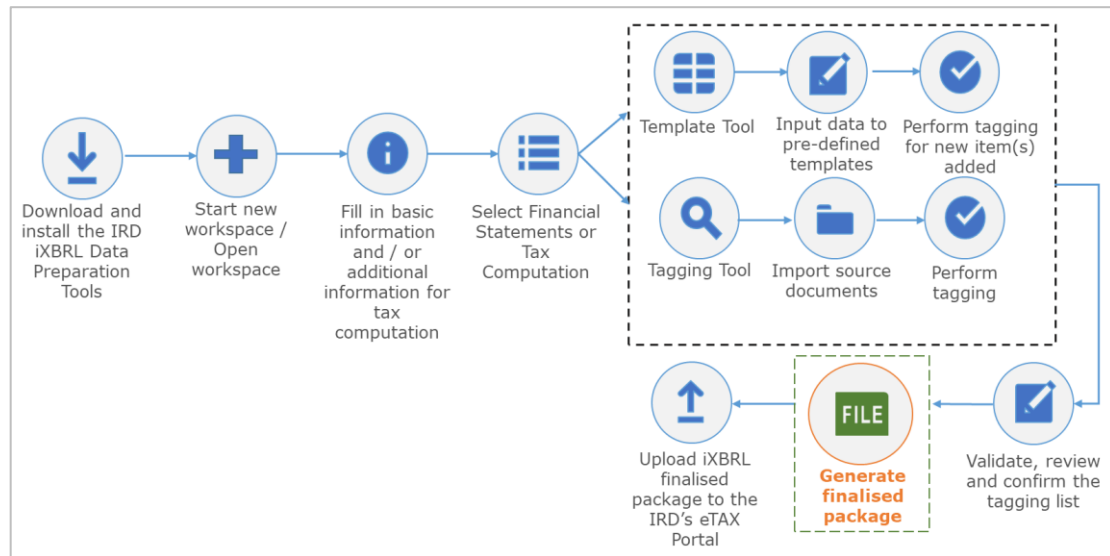 Download and
install the IRD
iXBRL Data
Preparation
Tools
Start new
workspace /
Open
workspace
Fill in basic
information
and / or
additional
information for
tax
computation
Select Financial
Statements or
Tax
Computation
Template Tool
Input data to
pre-defined
templates
Perform tagging
for new item(s)
added
Tagging Tool
Import source
documents
Perform
tagging
Validate, review
and confirm the
tagging list
FILE
Generate
finalised
package
Upload iXBRL
finalised
package to the
IRD’s eTAX
Portal